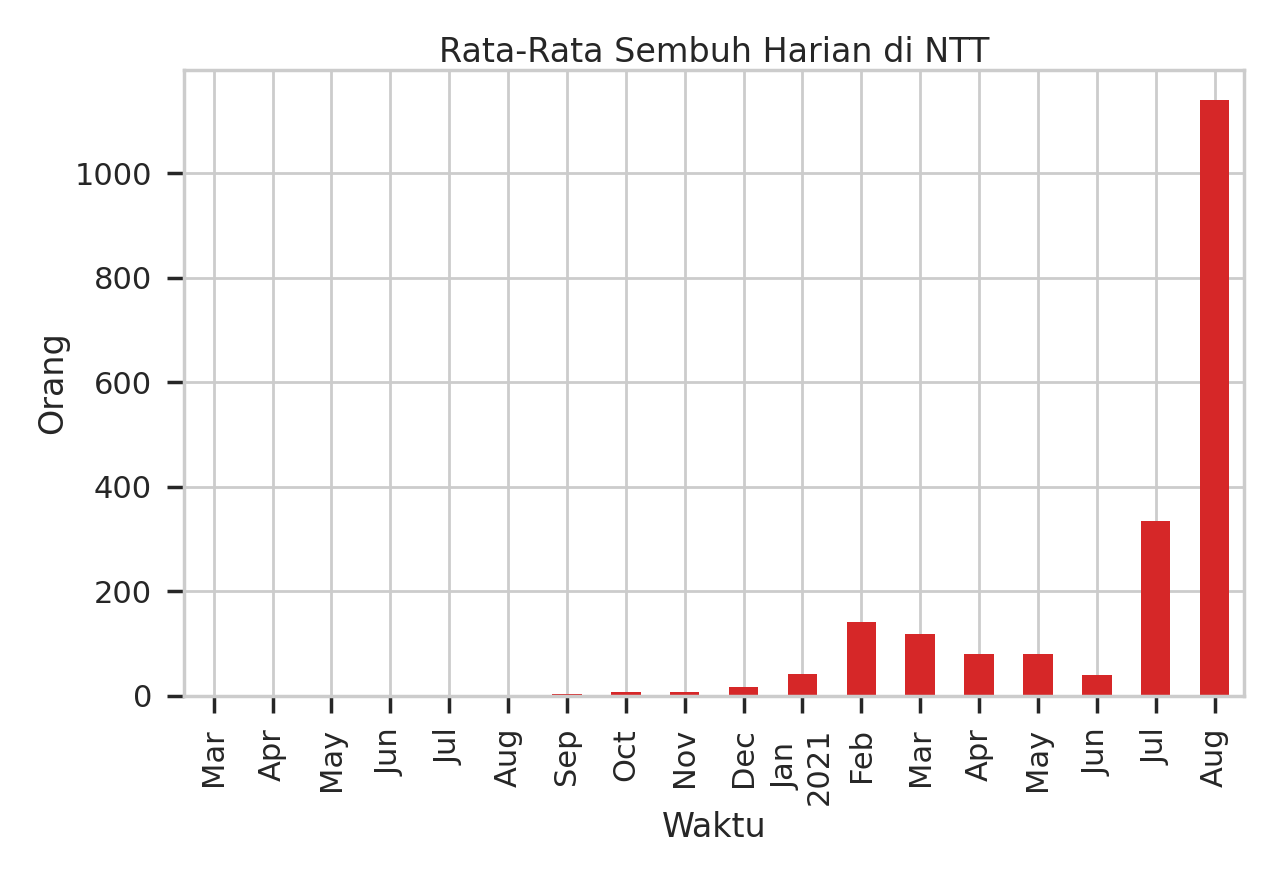 Rata-Rata Sembuh Harian di NTT
Orang
1000
800
600
400
200
0
Mar
Apr
May
Jun
Jul
Aug
Sep
Oct
Nov
Dec
Jan
2021
Feb
Mar
Apr
May
Jun
Jul
Aug
Waktu